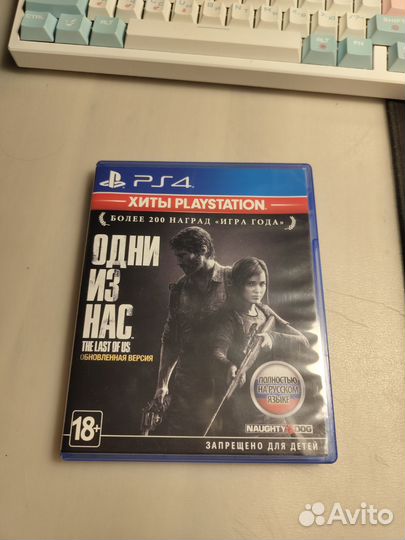 PS4
ХИТЫ PLAYSTATION
БОЛЕЕ 200 НАГРАД «ИГРА ГОДА»
ОДНИ
ИЗ
НАС
THE LAST OF US
ОБНОВЛЕННАЯ ВЕРСИЯ
ПОЛНОСТЬЮ
НА РУССКОМ
ЯЗЫКЕ
18+
NAUGHTY DOG
ЗАПРЕЩЕНО ДЛЯ ДЕТЕЙ
Avito